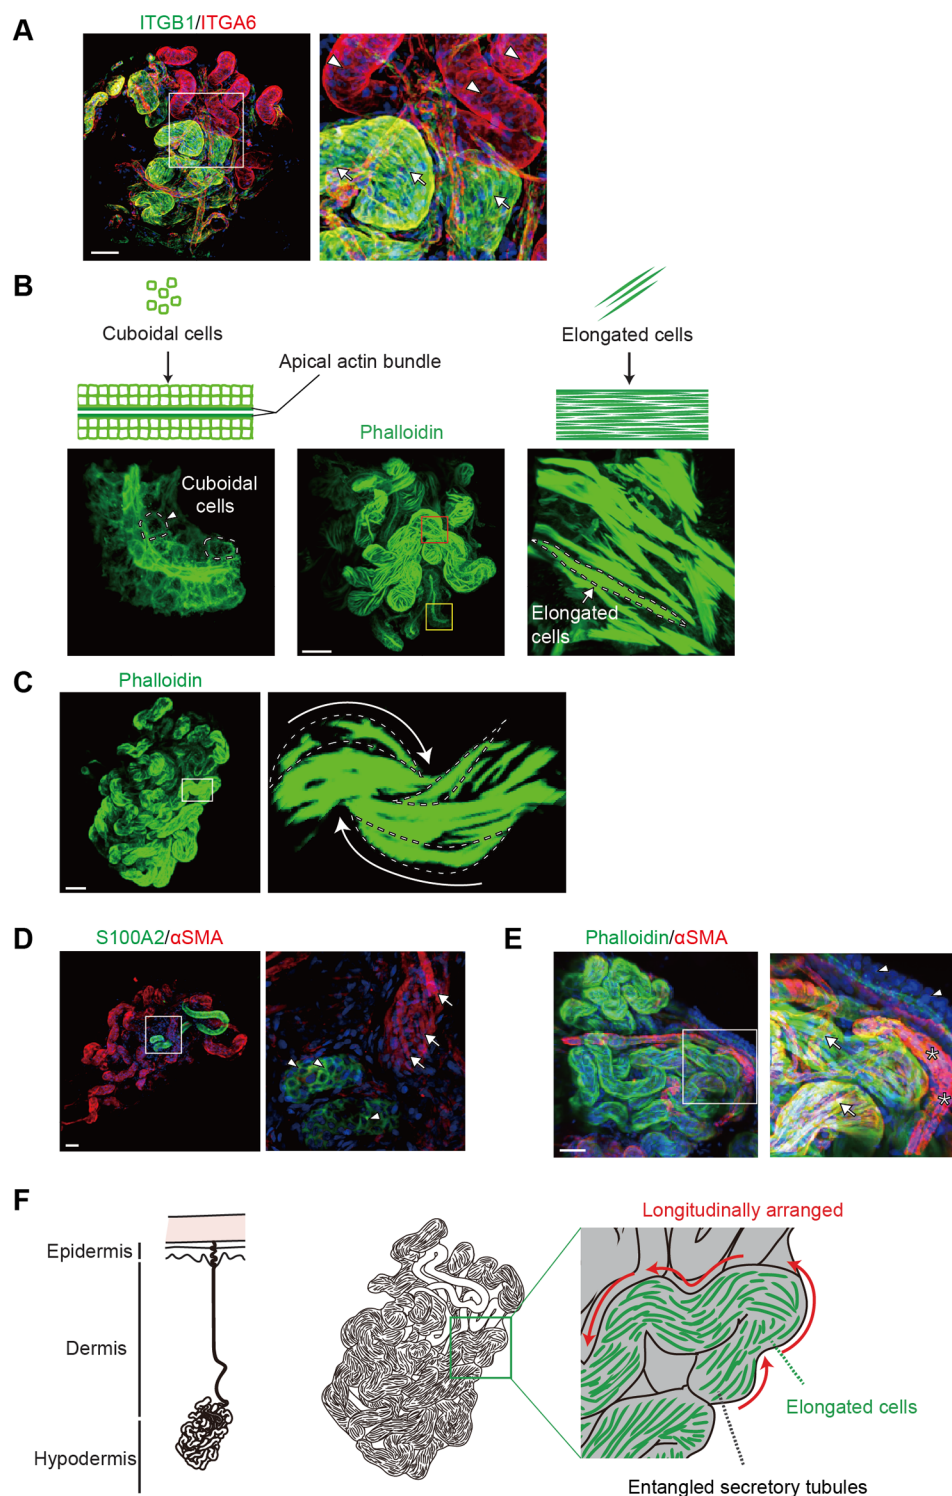 A
ITGB1/ITGA6
B
Cuboidal cells
Elongated cells
Apical actin bundle
Phalloidin
Cuboidal
cells
Elongated
cells
C
Phalloidin
D
S100A2/αSMA
E
Phalloidin/αSMA
*
*
F
Longitudinally arranged
Epidermis
Dermis
Hypodermis
Elongated cells
Entangled secretory tubules